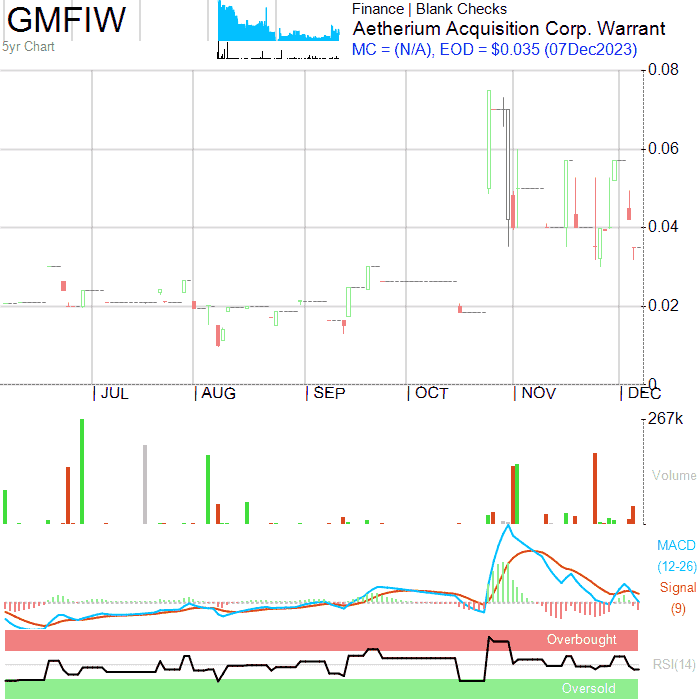 GMFIW
5yr Chart
Finance | Blank Checks
Aetherium Acquisition Corp. Warrant
MC = (N/A), EOD = $0.035 (07Dec2023)
0.08
0.06
0.04
0.02
0
JUL AUG SEP OCT NOV DEC
267k
Volume
MACD
(12-26)
Signal
(9)
Overbought
RSI(14)
Oversold